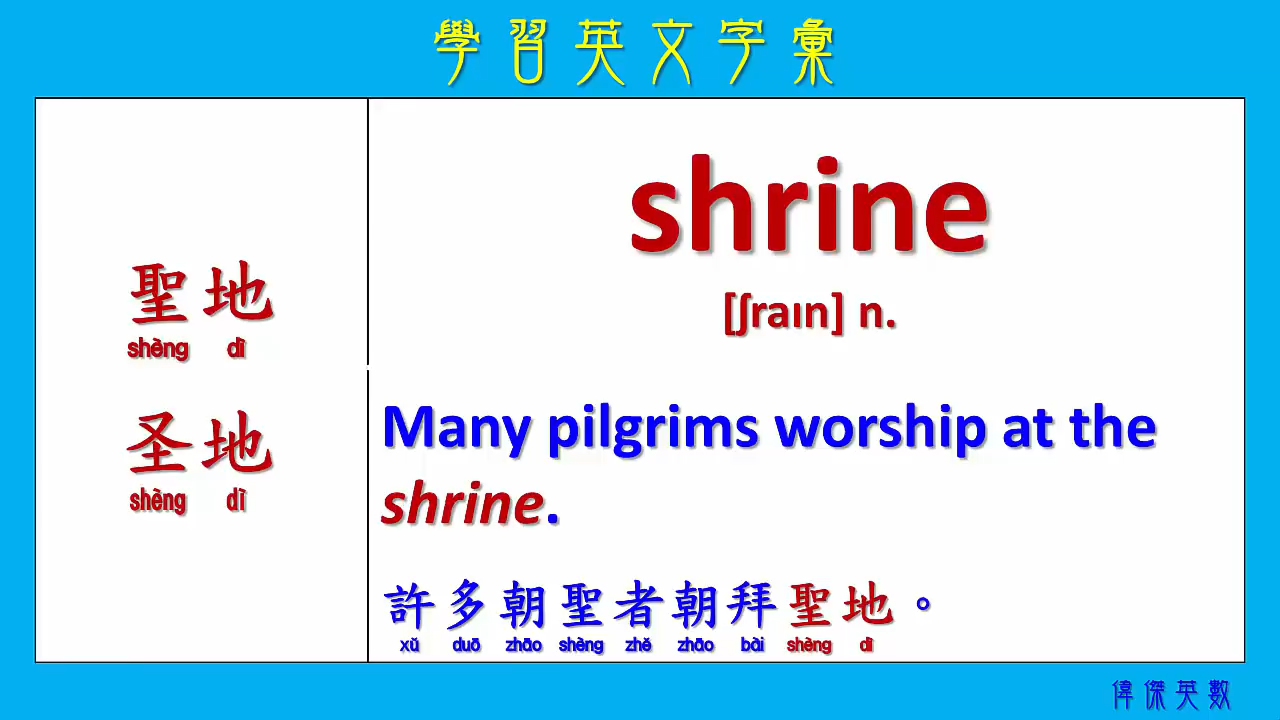 學習英文字彙
聖地
shèng dì
圣地
shèng dì
shrine
[ʃraɪn] n.
Many pilgrims worship at the
shrine.
許多朝聖者朝拜聖地。
xǔ duō zhāo shèng zhě zhāo bài shèng dì
偉傑英數